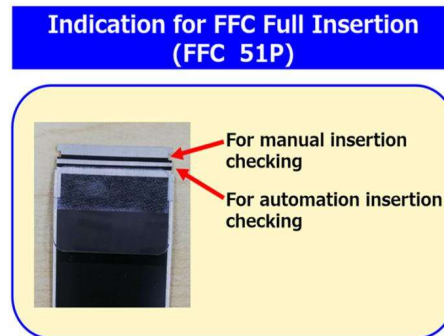 Indication for FFC Full Insertion
(FFC 51P)
For manual insertion
checking
For automation insertion
checking